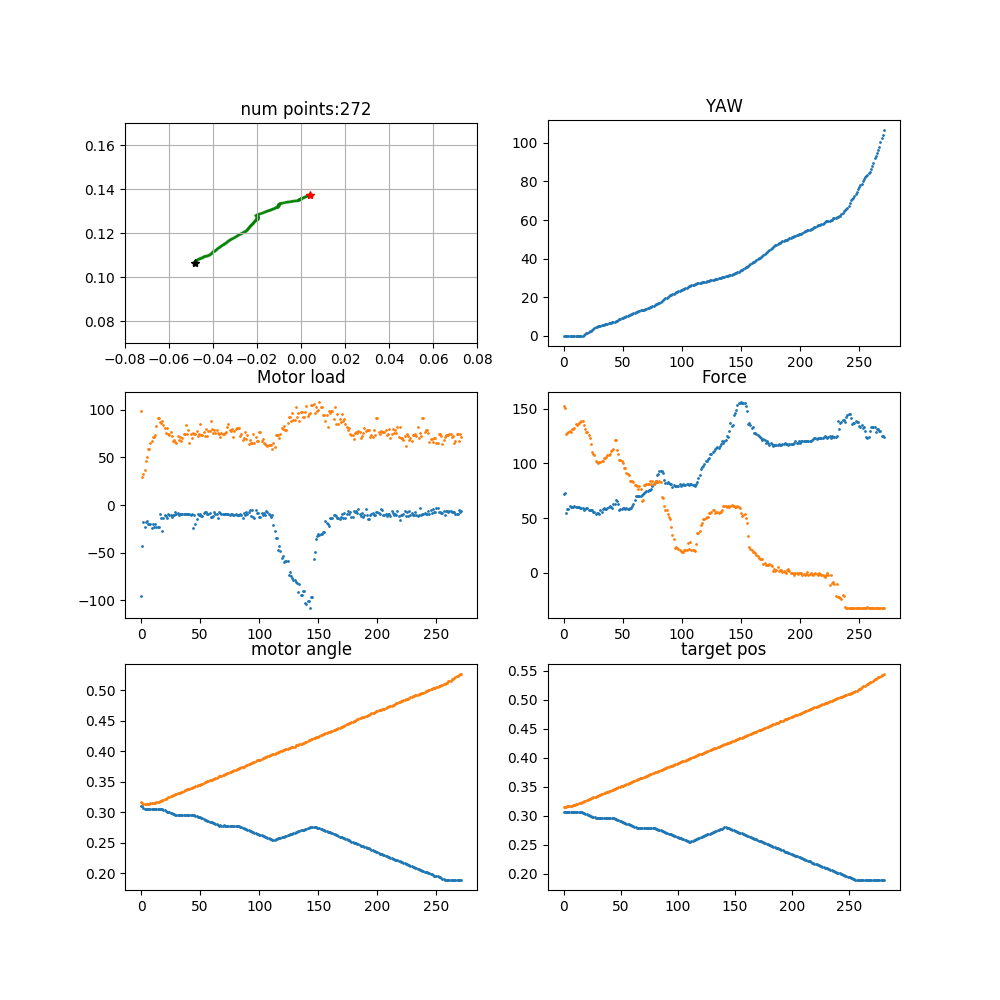 num points:272
YAW
0.16
0.14
0.12
0.10
0.08
−0.08 −0.06 −0.04 −0.02 0.00 0.02 0.04 0.06 0.08
100
80
60
40
20
0
0 50 100 150 200 250
Motor load
Force
100
50
0
−50
−100
0 50 100 150 200 250
150
100
50
0
0 50 100 150 200 250
motor angle
target pos
0.50
0.45
0.40
0.35
0.30
0.25
0.20
0 50 100 150 200 250
0.55
0.50
0.45
0.40
0.35
0.30
0.25
0.20
0 50 100 150 200 250